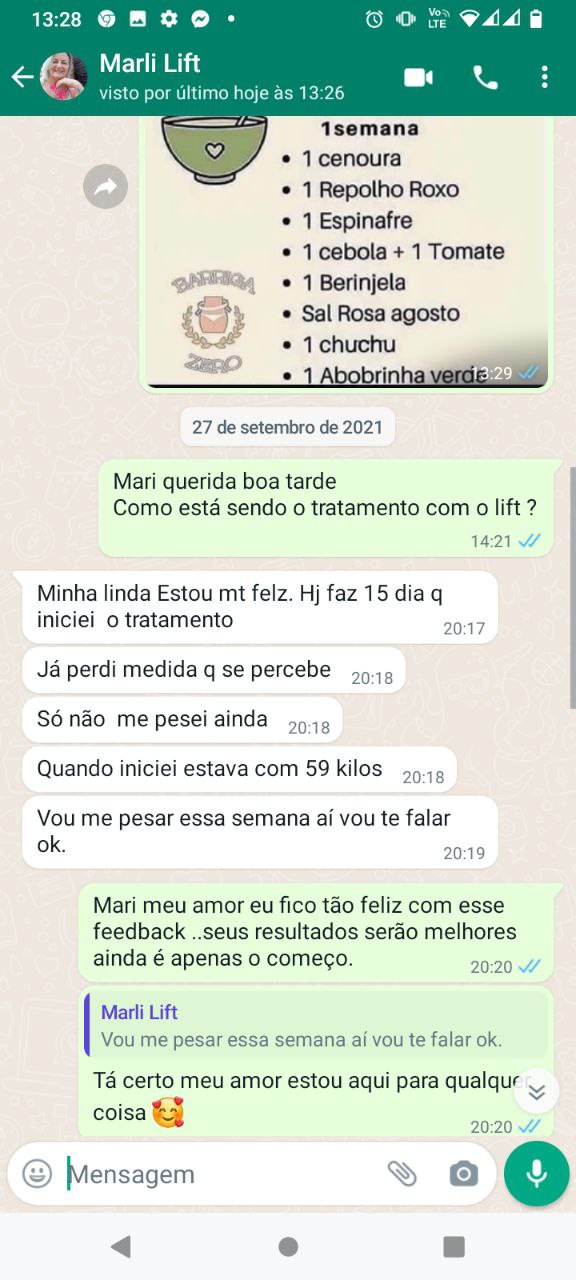 13:28
Vo
LTE
Marli Lift
visto por último hoje às 13:26
1semana
• 1 cenoura
• 1 Repolho Roxo
• 1 Espinafre
• 1 cebola + 1 Tomate
BARRIGA
• 1 Berinjela
• Sal Rosa agosto
• 1 chuchu
ZERO
• 1 Abobrinha verde
13:29
27 de setembro de 2021
Mari querida boa tarde
Como está sendo o tratamento com o lift ?
14:21
Minha linda Estou mt felz. Hj faz 15 dia q
iniciei o tratamento
20:17
Já perdi medida q se percebe
20:18
Só não me pesei ainda
20:18
Quando iniciei estava com 59 kilos
20:18
Vou me pesar essa semana aí vou te falar
ok.
20:19
Mari meu amor eu fico tão feliz com esse
feedback ..seus resultados serão melhores
ainda é apenas o começo.
20:20
Marli Lift
Vou me pesar essa semana aí vou te falar ok.
Tá certo meu amor estou aqui para qualquer
coisa 🥰
20:20
Mensagem